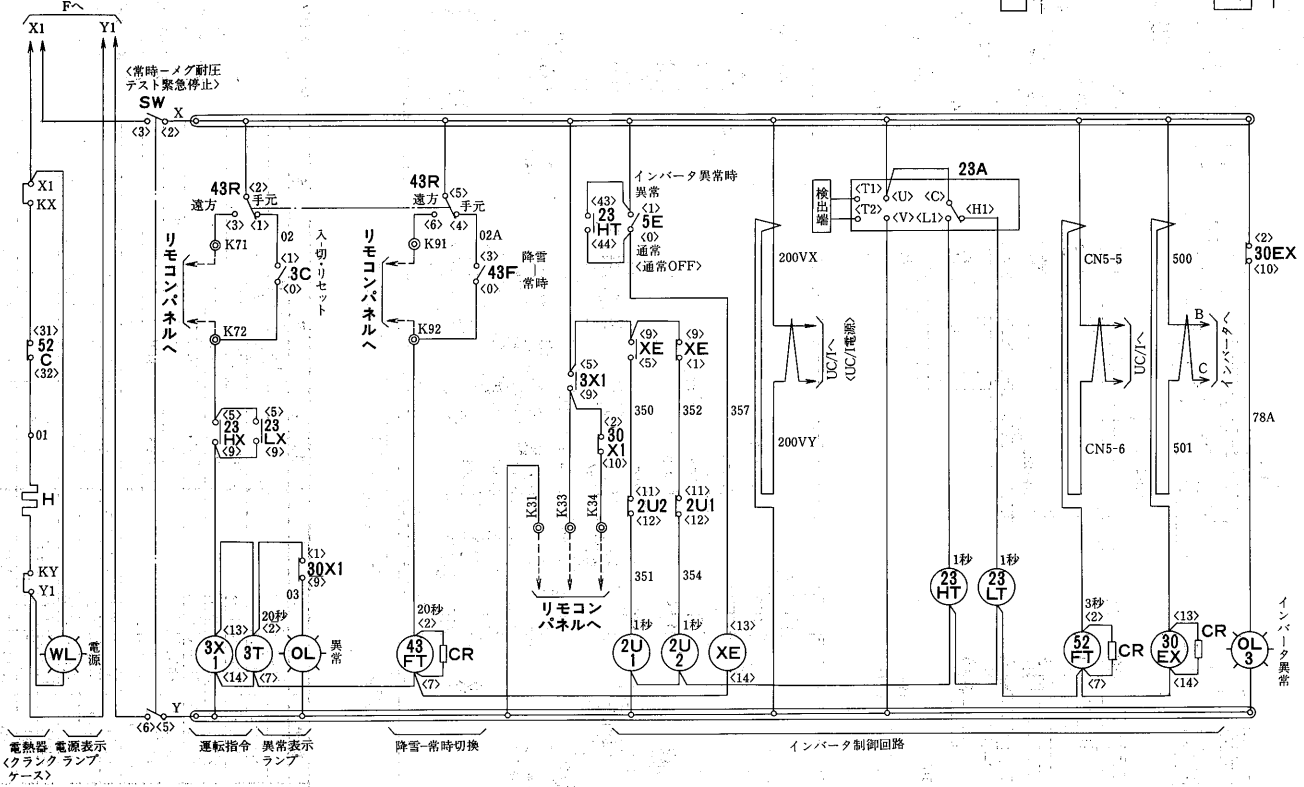 Fへ
X1
Y1
〈常時ーメグ耐圧
テスト緊急停止〉
SW
X
〈3〉
〈2〉
X1
KX
〈31〉
52
C
〈32〉
01
H
KY
Y1
WL
電源
43R
〈2〉
遠方
手元
〈3〉
〈1〉
02
K71
リモコンパネルへ
〈1〉
3C
〈0〉
入-切・リセット
K72
〈5〉
23
HX
〈9〉
〈5〉
23
LX
〈9〉
〈1〉
30X1
〈9〉
03
20秒
〈13〉
〈2〉
3X
1
3T
OL
異常
〈14〉
〈7〉
43R
〈5〉
遠方
手元
〈6〉
〈4〉
02A
K91
リモコンパネルへ
〈3〉
43F
〈0〉
降雪
常時
K92
20秒
〈2〉
43
FT
CR
〈7〉
インバータ異常時
異常
〈43〉
23
HT
〈44〉
〈1〉
5E
〈0〉
通常
〈通常OFF〉
〈5〉
3X1
〈9〉
〈2〉
30
X1
〈10〉
K31
K33
K34
リモコン
パネルへ
〈9〉
XE
〈5〉
〈9〉
XE
〈1〉
350
352
357
〈11〉
2U2
〈12〉
〈11〉
2U1
〈12〉
351
354
1秒
1秒
〈13〉
2U
1
2U
2
XE
〈14〉
200VX
UC/Iへ
〈UC/I電源〉
200VY
23A
検出端
〈T1〉
〈T2〉
〈U〉
〈V〉
〈C〉
〈L1〉
〈H1〉
1秒
23
HT
1秒
23
LT
CN5-5
UC/Iへ
CN5-6
3秒
〈2〉
52
FT
CR
〈7〉
500
B
C
インバータへ
501
〈13〉
30
EX
CR
〈14〉
〈2〉
30EX
〈10〉
78A
OL
3
インバータ異常
〈6〉
〈5〉
Y
電熱器
〈クランク
ケース〉
電源表示
ランプ
運転指令
異常表示
ランプ
降雪-常時切換
インバータ制御回路